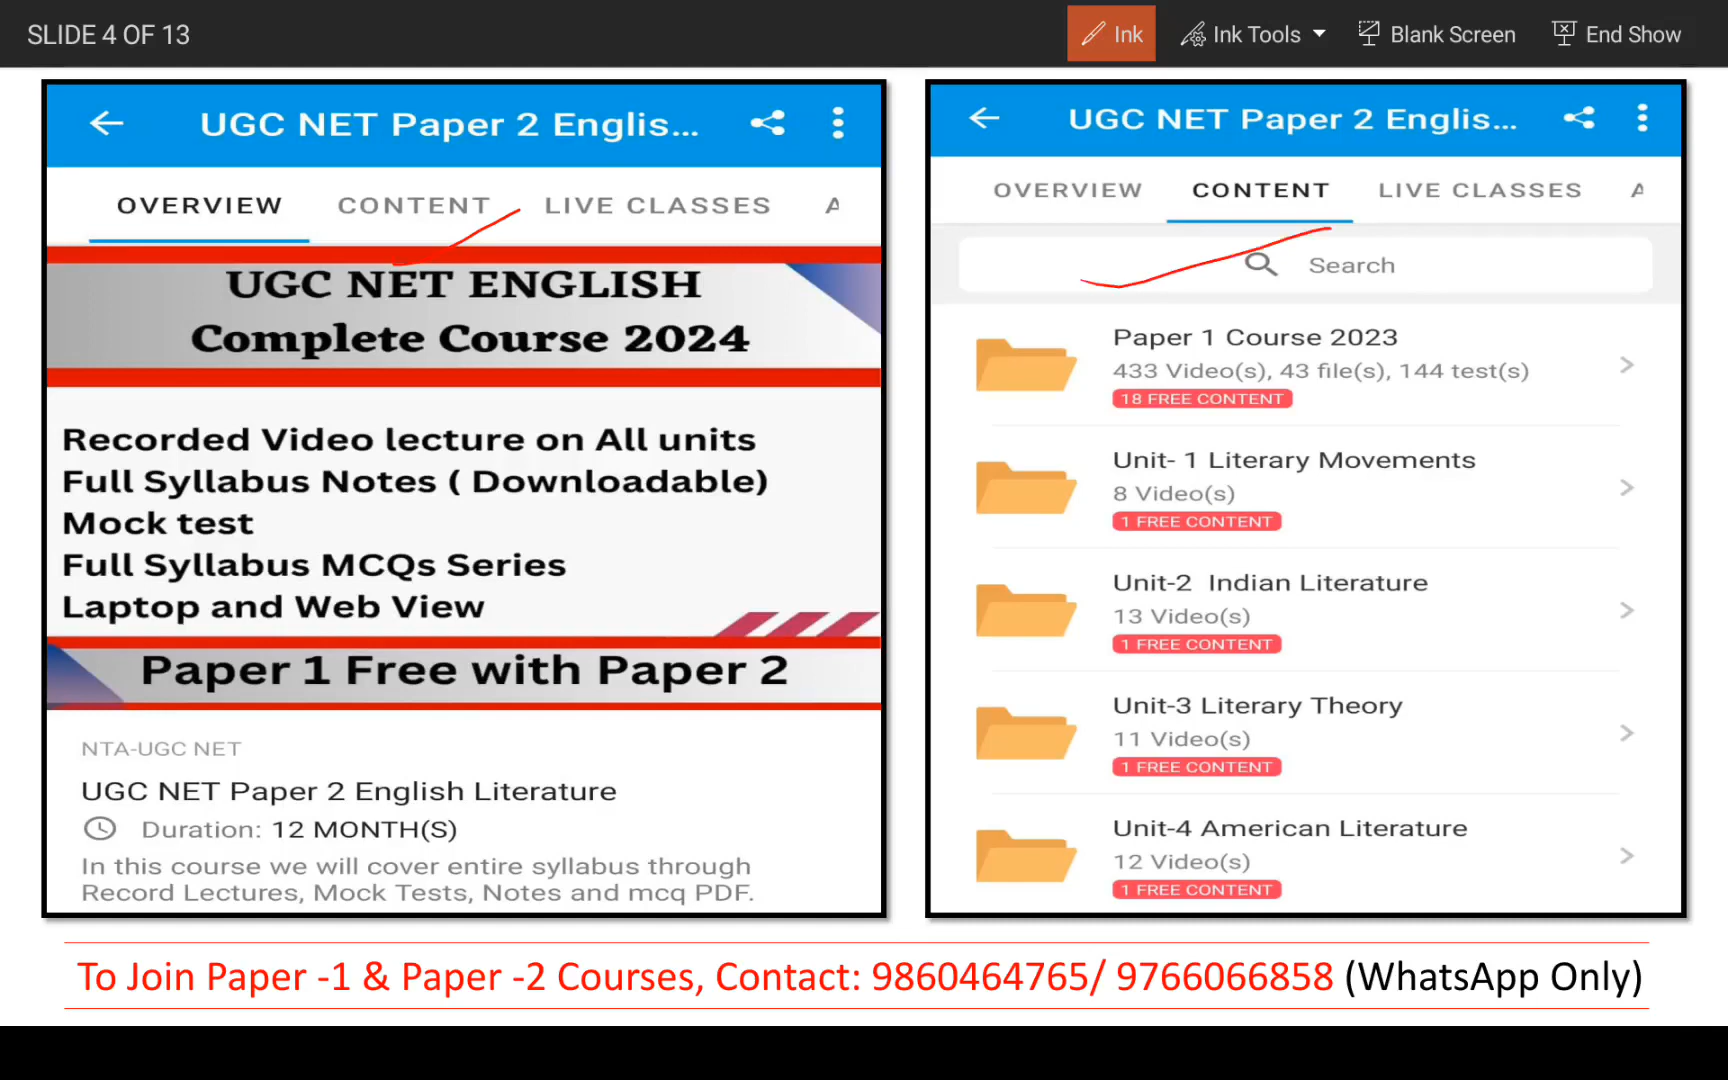 SLIDE 4 OF 13
Ink
Ink Tools
Blank Screen
End Show
UGC NET Paper 2 Englis...
OVERVIEW
CONTENT
LIVE CLASSES
A
UGC NET ENGLISH
Complete Course 2024
Recorded Video lecture on All units
Full Syllabus Notes ( Downloadable)
Mock test
Full Syllabus MCQs Series
Laptop and Web View
Paper 1 Free with Paper 2
NTA-UGC NET
UGC NET Paper 2 English Literature
Duration: 12 MONTH(S)
In this course we will cover entire syllabus through
Record Lectures, Mock Tests, Notes and mcq PDF.
UGC NET Paper 2 Englis...
OVERVIEW
CONTENT
LIVE CLASSES
A
Search
Paper 1 Course 2023
433 Video(s), 43 file(s), 144 test(s)
18 FREE CONTENT
Unit- 1 Literary Movements
8 Video(s)
1 FREE CONTENT
Unit-2 Indian Literature
13 Video(s)
1 FREE CONTENT
Unit-3 Literary Theory
11 Video(s)
1 FREE CONTENT
Unit-4 American Literature
12 Video(s)
1 FREE CONTENT
To Join Paper -1 & Paper -2 Courses, Contact: 9860464765/ 9766066858 (WhatsApp Only)